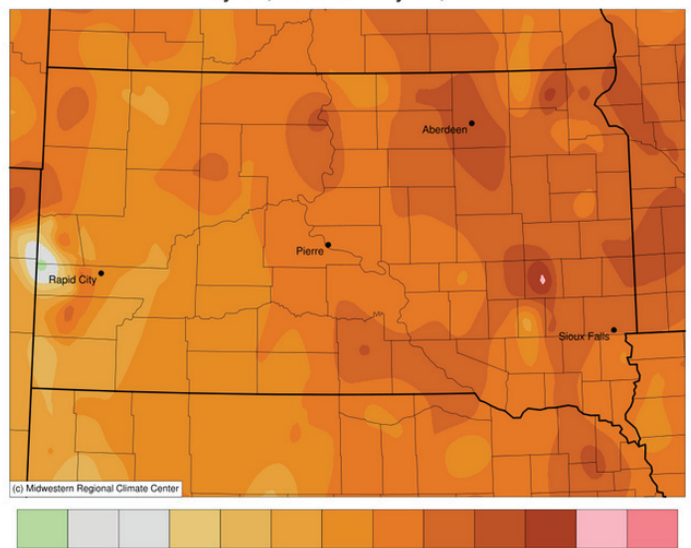 Aberdeen
Pierre
Rapid City
Sioux Falls
(c) Midwestern Regional Climate Center